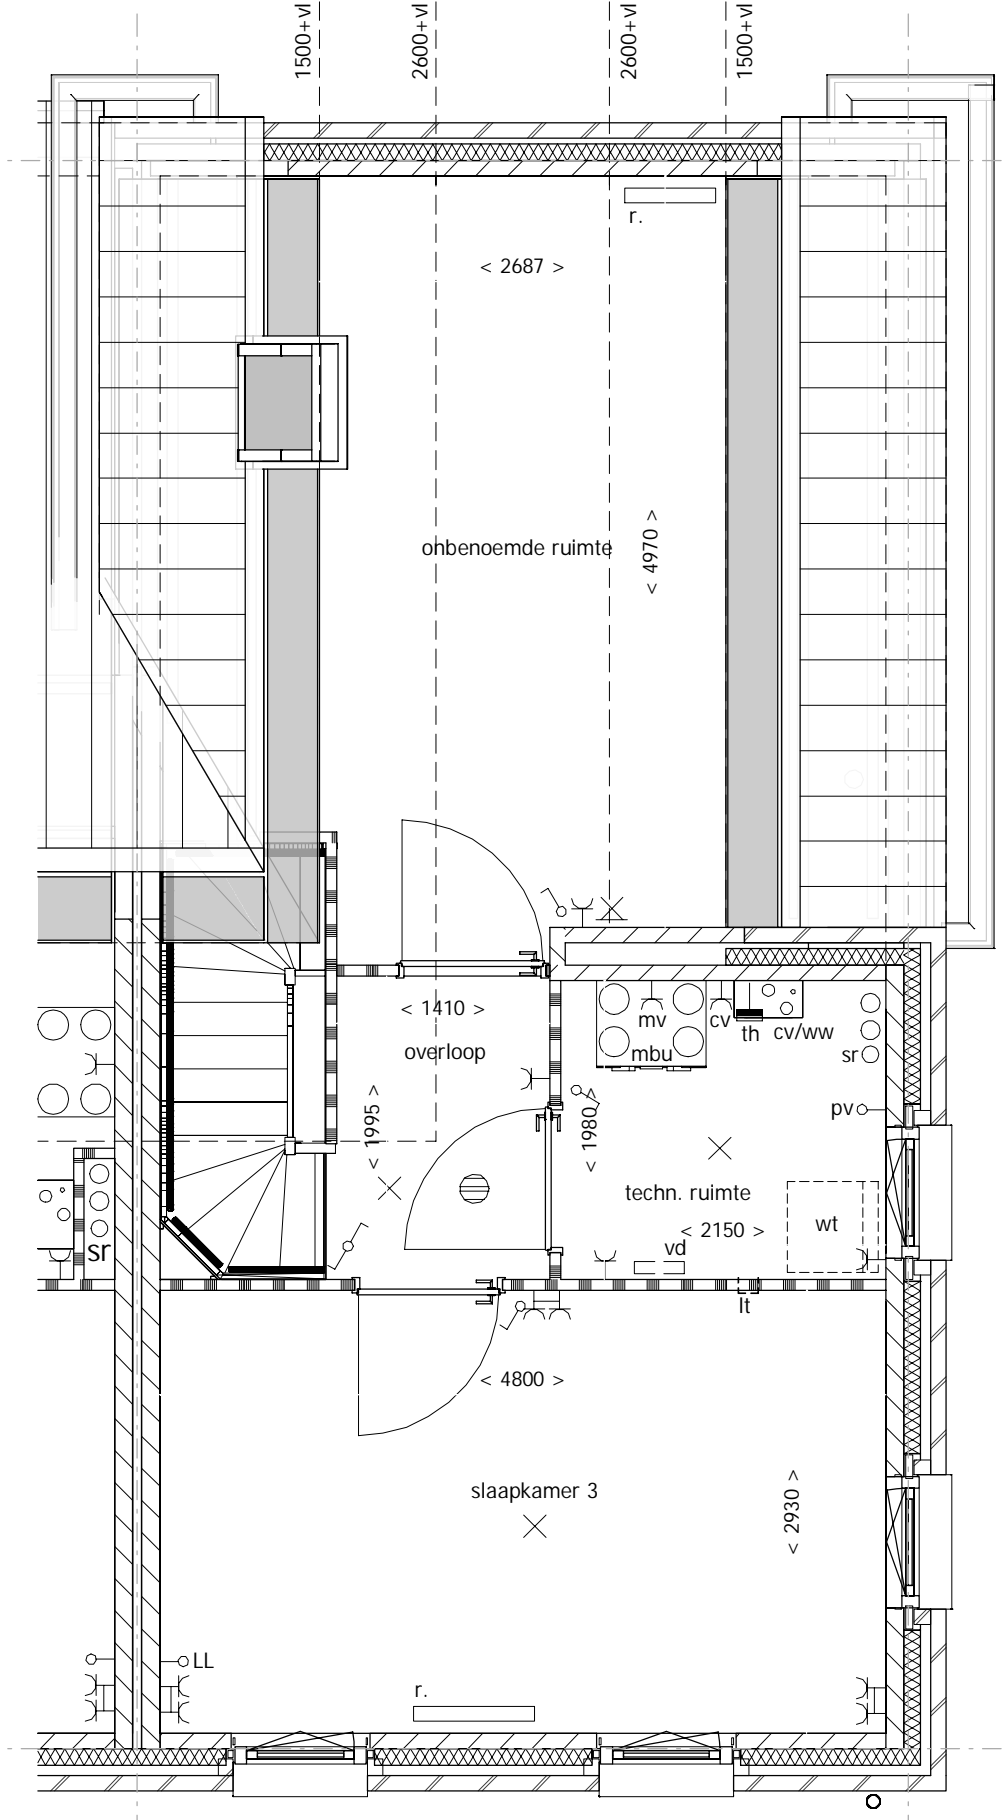 1500+vl
2600+vl
2600+vl
1500+vl
r.
< 2687 >
onbenoemde ruimte
< 4970 >
< 1410 >
overloop
< 1995 >
mv
cv
th
cv/ww
mbu
sr
pv
< 1980 >
techn. ruimte
< 2150 >
wt
vd
sr
lt
< 4800 >
slaapkamer 3
< 2930 >
LL
r.